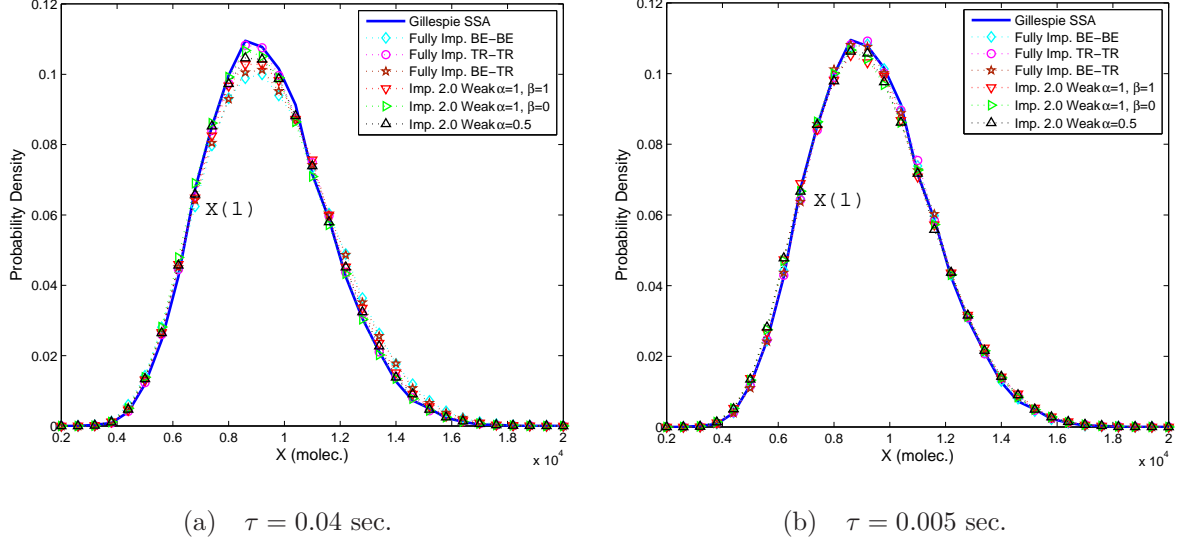 Probability Density
0.12
0.1
0.08
0.06
0.04
0.02
0
0.2 0.4 0.6 0.8 1 1.2 1.4 1.6 1.8 2
X (molec.)
x 10⁴
X(1)
Gillespie SSA
Fully Imp. BE−BE
Fully Imp. TR−TR
Fully Imp. BE−TR
Imp. 2.0 Weak α=1, β=1
Imp. 2.0 Weak α=1, β=0
Imp. 2.0 Weak α=0.5
(a) τ = 0.04 sec.
Probability Density
0.12
0.1
0.08
0.06
0.04
0.02
0
0.2 0.4 0.6 0.8 1 1.2 1.4 1.6 1.8 2
X (molec.)
x 10⁴
X(1)
Gillespie SSA
Fully Imp. BE−BE
Fully Imp. TR−TR
Fully Imp. BE−TR
Imp. 2.0 Weak α=1, β=1
Imp. 2.0 Weak α=1, β=0
Imp. 2.0 Weak α=0.5
(b) τ = 0.005 sec.